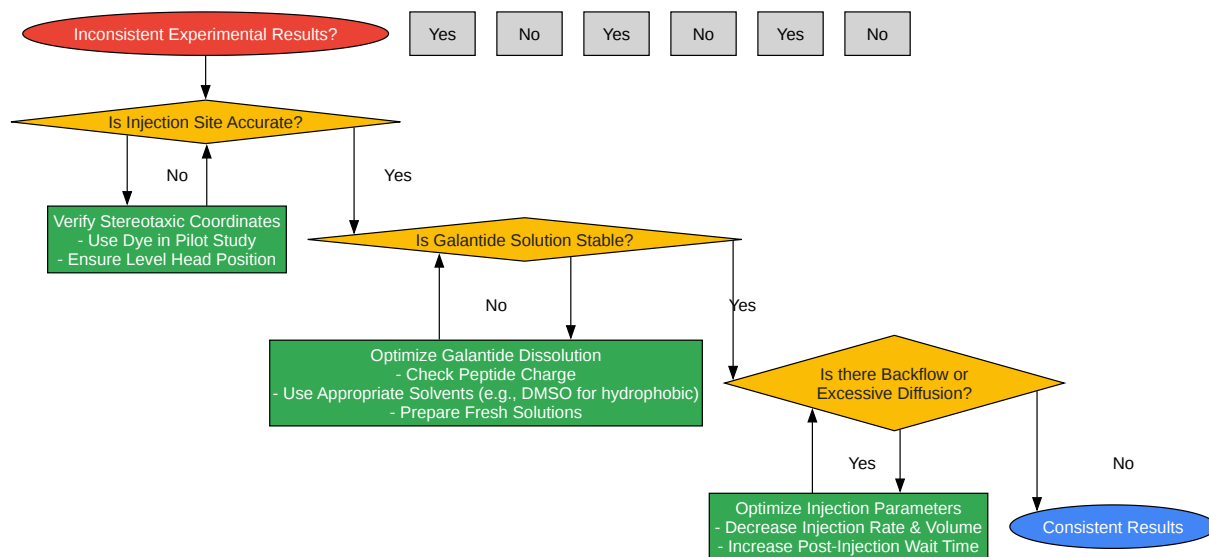 Inconsistent Experimental Results?
Yes
No
Yes
No
Yes
No
Is Injection Site Accurate?
No
Yes
Verify Stereotaxic Coordinates
- Use Dye in Pilot Study
- Ensure Level Head Position
Is Galantide Solution Stable?
No
Yes
Optimize Galantide Dissolution
- Check Peptide Charge
- Use Appropriate Solvents (e.g., DMSO for hydrophobic)
- Prepare Fresh Solutions
Is there Backflow or
Excessive Diffusion?
Yes
No
Optimize Injection Parameters
- Decrease Injection Rate & Volume
- Increase Post-Injection Wait Time
Consistent Results